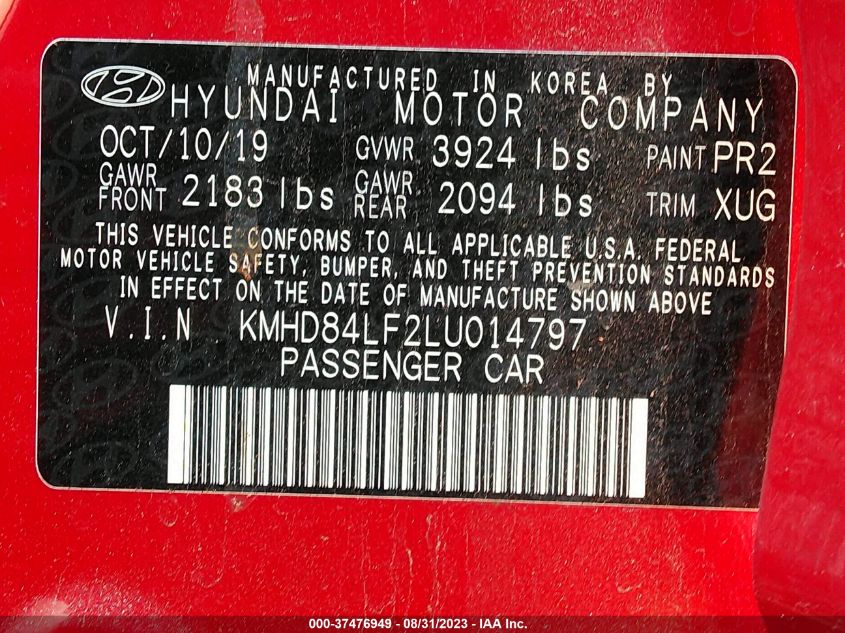 MANUFACTURED IN KOREA BY
HYUNDAI MOTOR COMPANY
OCT/10/19 GVWR 3924 lbs PAINT PR2
GAWR FRONT 2183 lbs GAWR REAR 2094 lbs TRIM XUG
THIS VEHICLE CONFORMS TO ALL APPLICABLE U.S.A. FEDERAL
MOTOR VEHICLE SAFETY, BUMPER, AND THEFT PREVENTION STANDARDS
IN EFFECT ON THE DATE OF MANUFACTURE SHOWN ABOVE
V.I.N KMHD84LF2LU014797
PASSENGER CAR
000-37476949 - 08/31/2023 - IAA Inc.